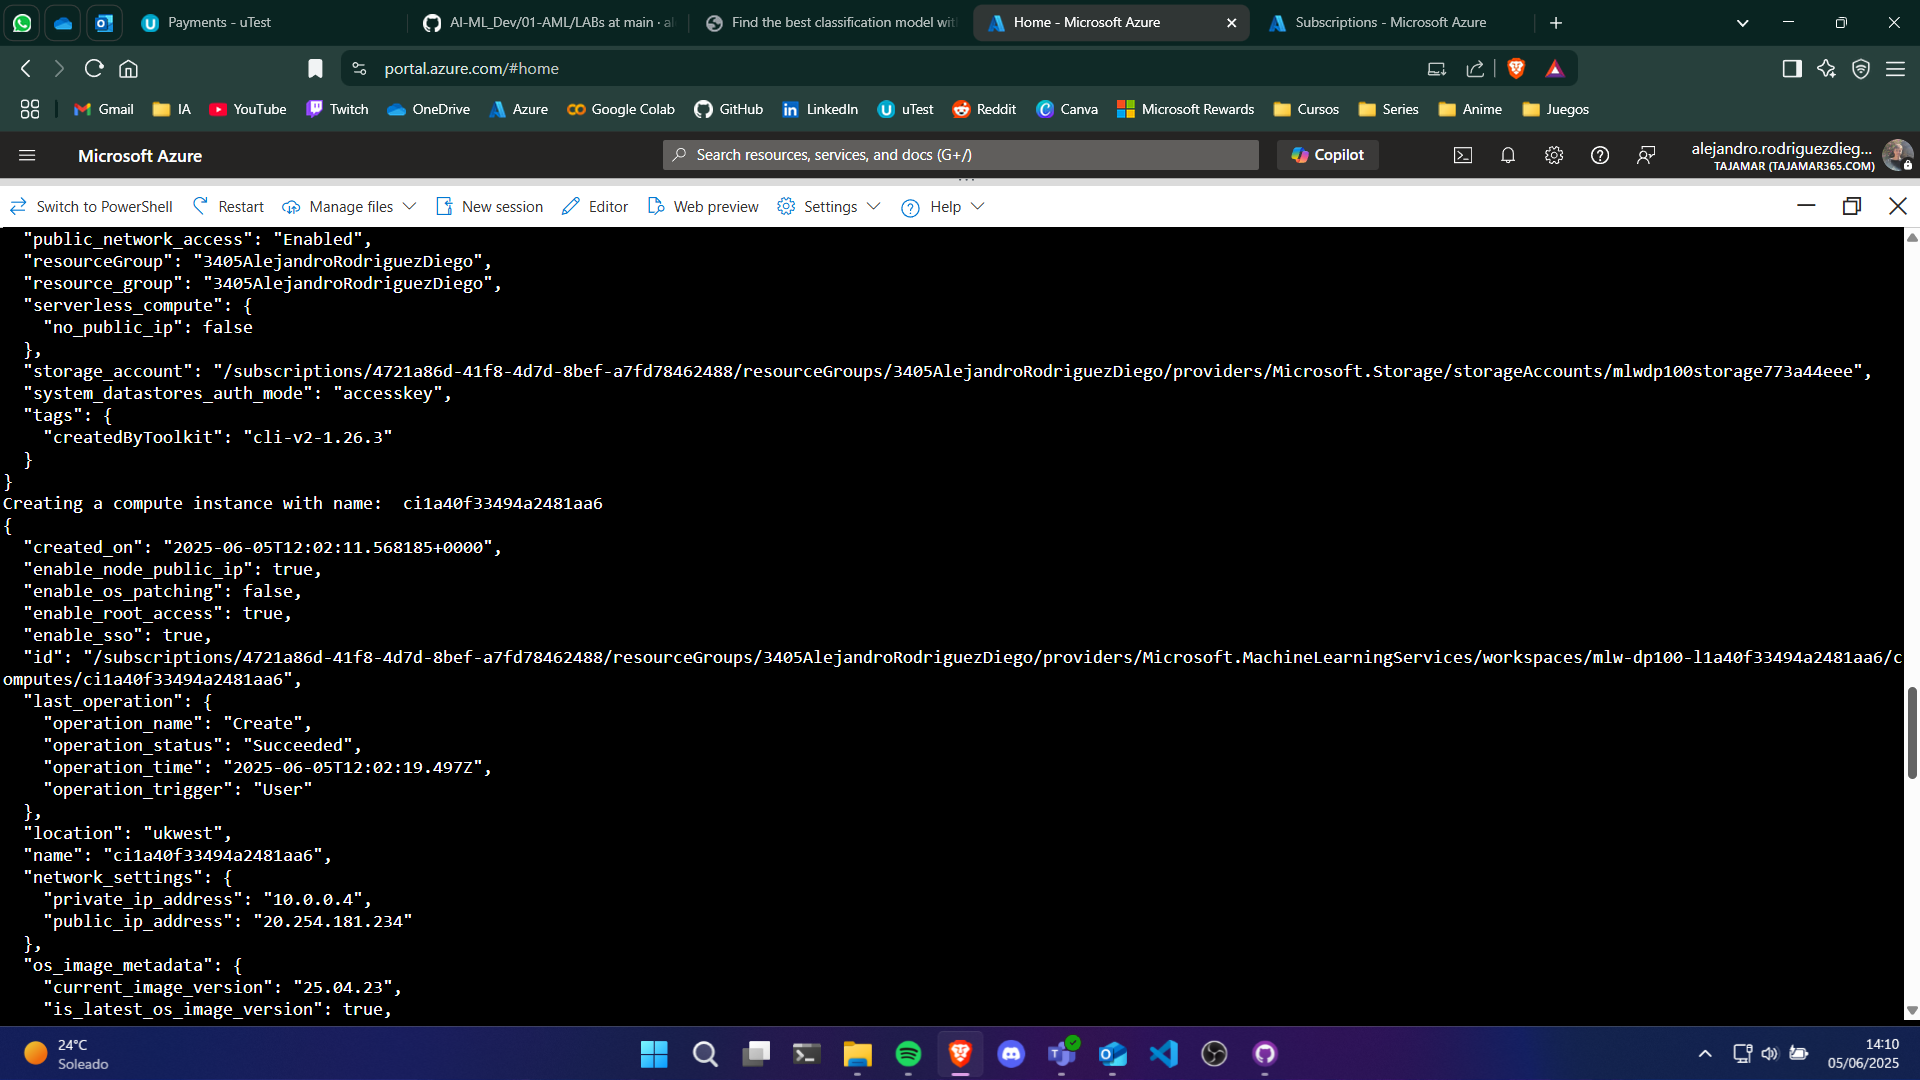 Payments - uTest
AI-ML_Dev/01-AML/LABs at main · al
Find the best classification model wit
Home - Microsoft Azure
Subscriptions - Microsoft Azure
portal.azure.com/#home
Gmail
IA
YouTube
Twitch
OneDrive
Azure
Google Colab
GitHub
LinkedIn
uTest
Reddit
Canva
Microsoft Rewards
Cursos
Series
Anime
Juegos
Microsoft Azure
Search resources, services, and docs (G+/)
Copilot
alejandro.rodriguezdieg...
TAJAMAR (TAJAMAR365.COM)
Switch to PowerShell
Restart
Manage files
New session
Editor
Web preview
Settings
Help
"public_network_access": "Enabled",
"resourceGroup": "3405AlejandroRodriguezDiego",
"resource_group": "3405AlejandroRodriguezDiego",
"serverless_compute": {
"no_public_ip": false
},
"storage_account": "/subscriptions/4721a86d-41f8-4d7d-8bef-a7fd78462488/resourceGroups/3405AlejandroRodriguezDiego/providers/Microsoft.Storage/storageAccounts/mlwdp100storage773a44eee",
"system_datastores_auth_mode": "accesskey",
"tags": {
"createdByToolkit": "cli-v2-1.26.3"
}
}
Creating a compute instance with name:  ci1a40f33494a2481aa6
{
"created_on": "2025-06-05T12:02:11.568185+0000",
"enable_node_public_ip": true,
"enable_os_patching": false,
"enable_root_access": true,
"enable_sso": true,
"id": "/subscriptions/4721a86d-41f8-4d7d-8bef-a7fd78462488/resourceGroups/3405AlejandroRodriguezDiego/providers/Microsoft.MachineLearningServices/workspaces/mlw-dp100-l1a40f33494a2481aa6/c
omputes/ci1a40f33494a2481aa6",
"last_operation": {
"operation_name": "Create",
"operation_status": "Succeeded",
"operation_time": "2025-06-05T12:02:19.497Z",
"operation_trigger": "User"
},
"location": "ukwest",
"name": "ci1a40f33494a2481aa6",
"network_settings": {
"private_ip_address": "10.0.0.4",
"public_ip_address": "20.254.181.234"
},
"os_image_metadata": {
"current_image_version": "25.04.23",
"is_latest_os_image_version": true,
24°C
Soleado
14:10
05/06/2025